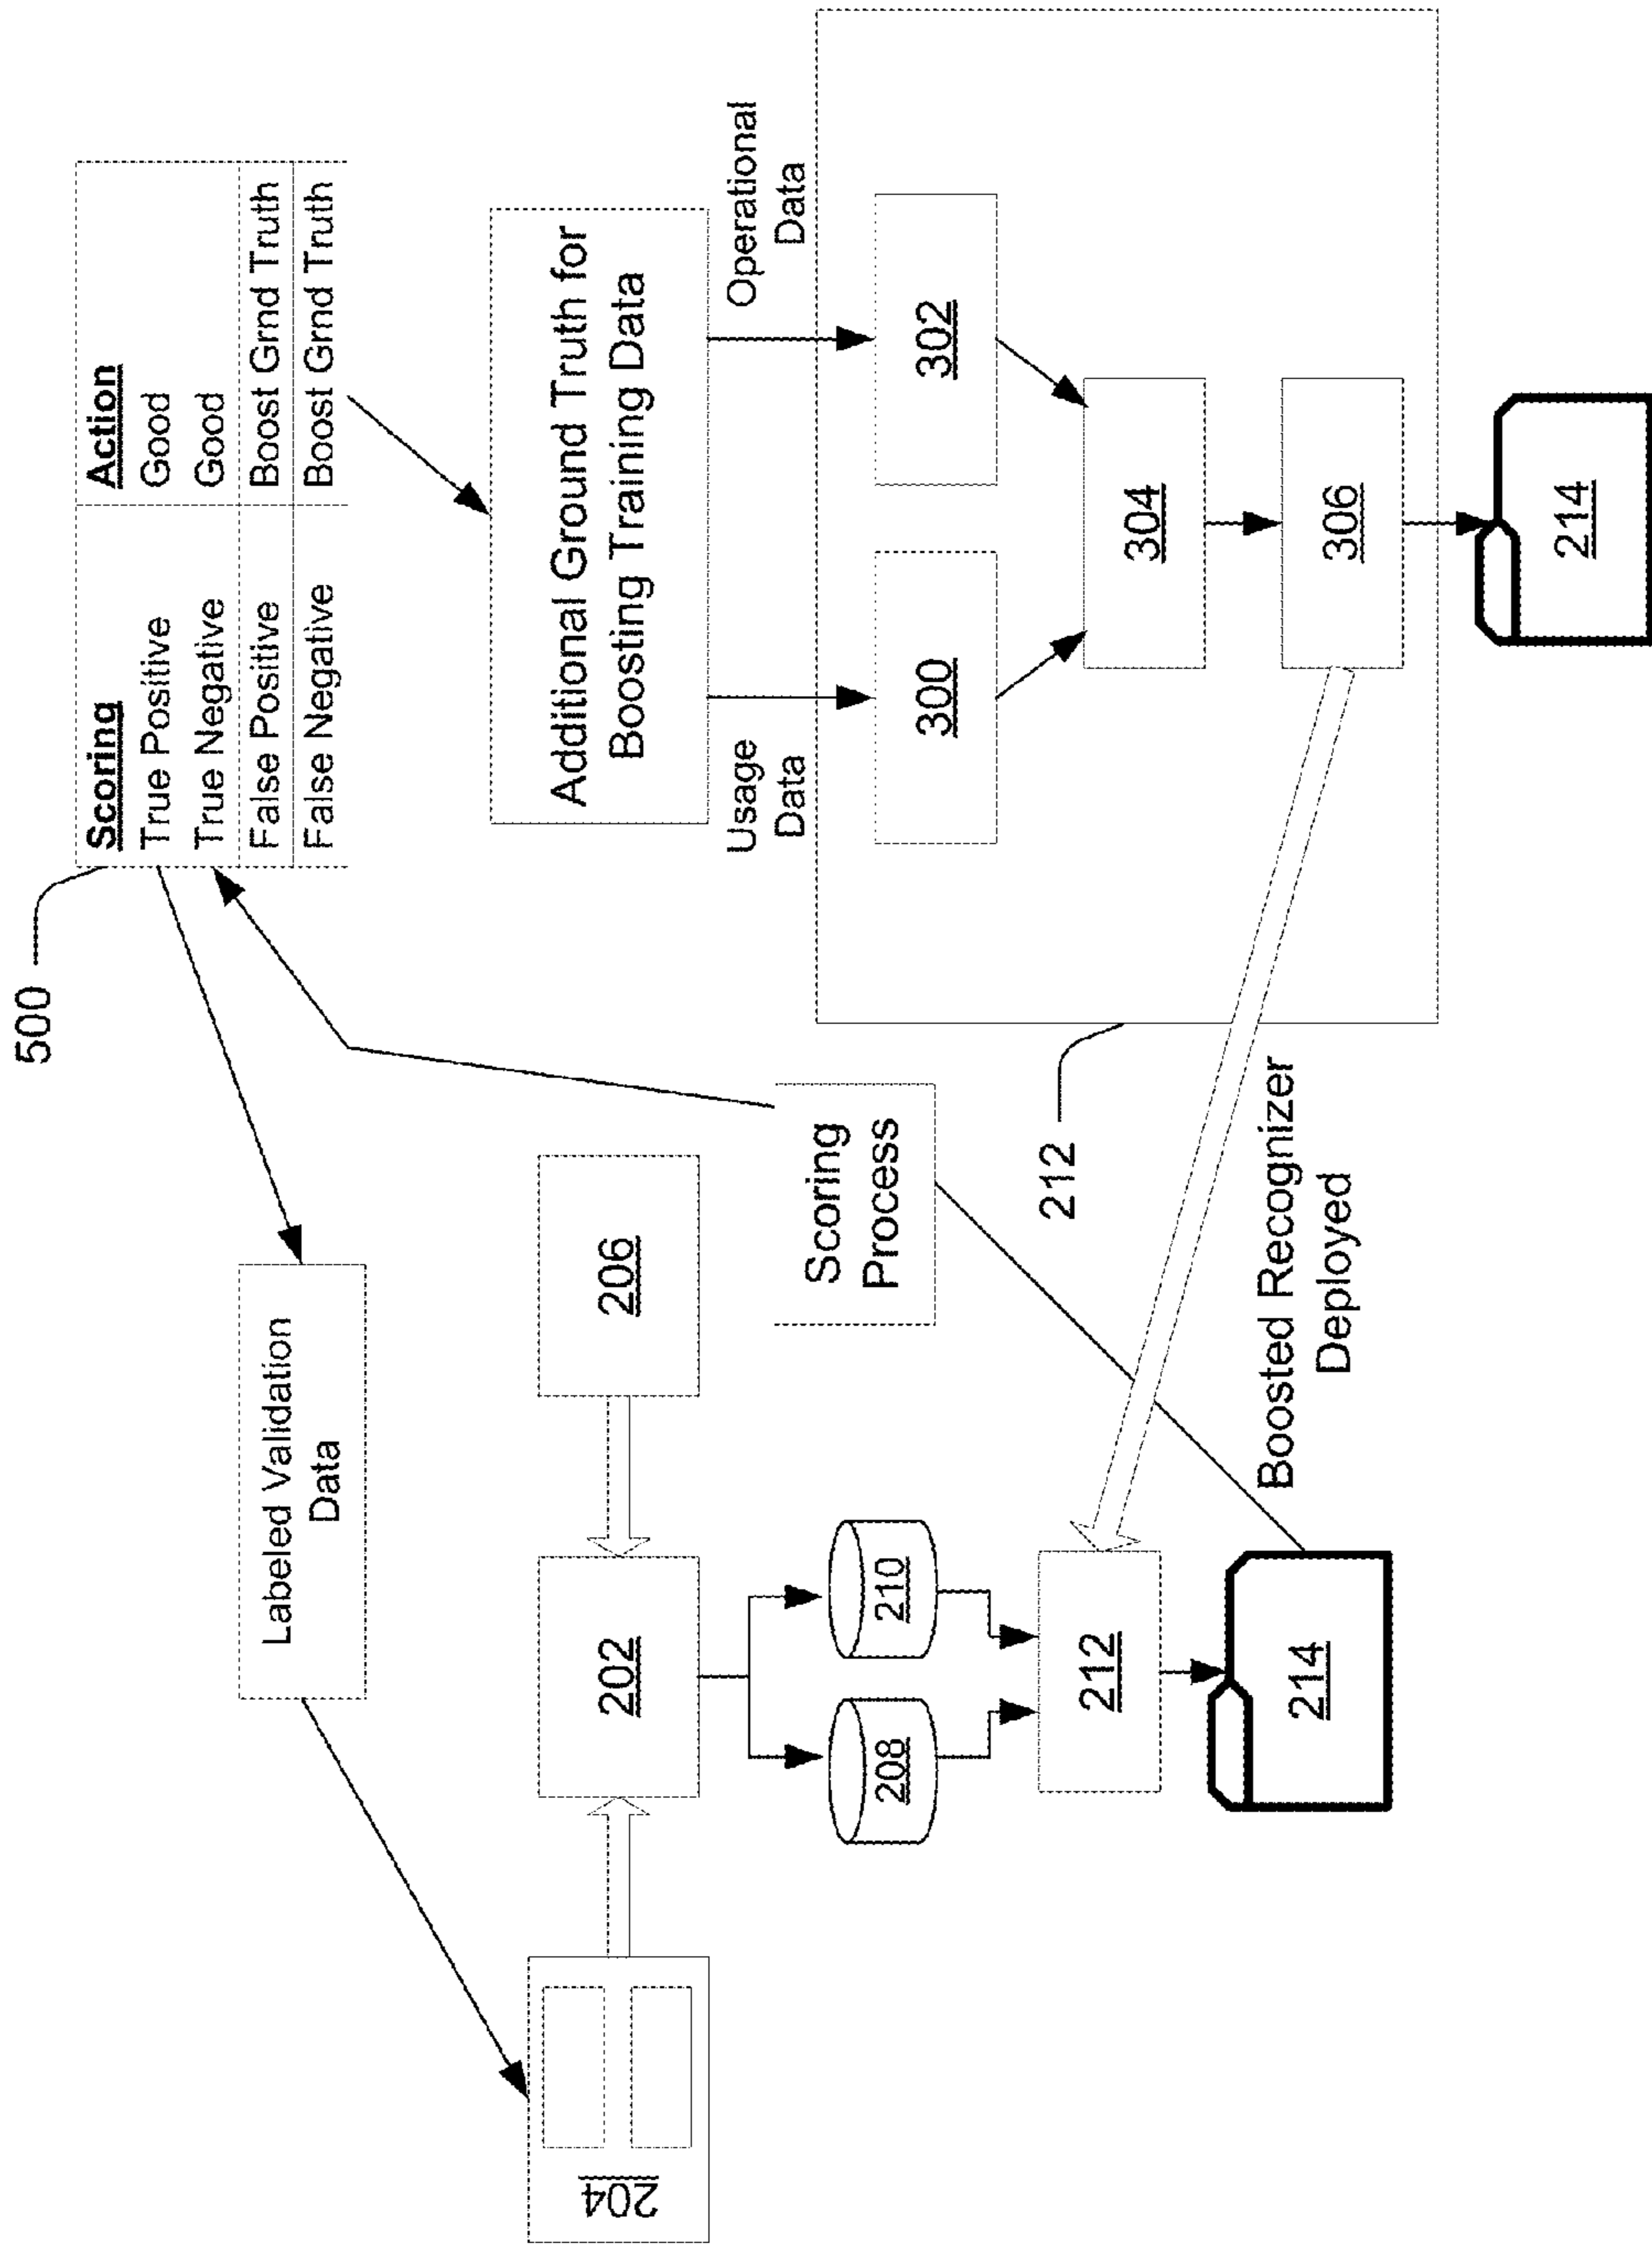 500
Scoring Action
True Positive Good
True Negative Good
False Positive Boost Grnd Truth
False Negative Boost Grnd Truth
Labeled Validation
Data
Additional Ground Truth for
Boosting Training Data
204
202
206
208
210
212
214
Scoring
Process
Usage
Data
Operational
Data
300
302
304
306
212
214
Boosted Recognizer
Deployed